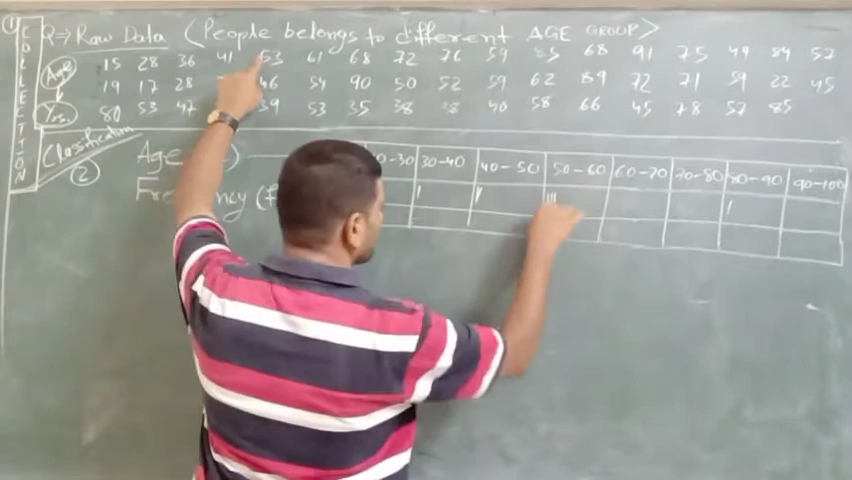 ① Q⇒ Raw Data (People belongs to different AGE GROUP>
COLLECTION
Age 15 28 36 41 53 61 68 72 76 59 85 68 91 75 49 84 52
19 17 28 46 54 90 50 52 59 62 89 72 71 59 22 45
Yrs. 80 53 47 39 53 35 38 28 40 58 66 45 78 52 85
Classification
②
Age 0-30 30-40 40-50 50-60 60-70 70-80 80-90 90-100
Frequency (f